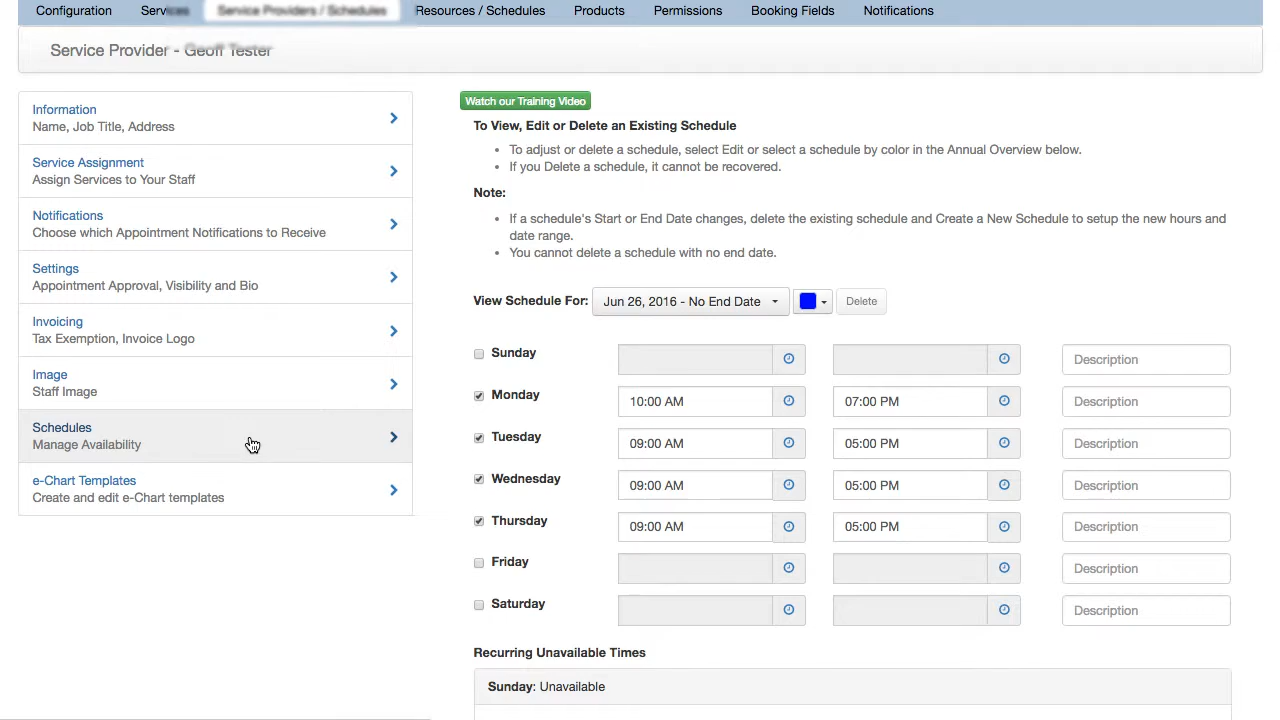 Configuration Services Service Providers / Schedules Resources / Schedules Products Permissions Booking Fields Notifications
Service Provider - Geoff Tester
Information
Name, Job Title, Address
Service Assignment
Assign Services to Your Staff
Notifications
Choose which Appointment Notifications to Receive
Settings
Appointment Approval, Visibility and Bio
Invoicing
Tax Exemption, Invoice Logo
Image
Staff Image
Schedules
Manage Availability
e-Chart Templates
Create and edit e-Chart templates
Watch our Training Video
To View, Edit or Delete an Existing Schedule
• To adjust or delete a schedule, select Edit or select a schedule by color in the Annual Overview below.
• If you Delete a schedule, it cannot be recovered.
Note:
• If a schedule's Start or End Date changes, delete the existing schedule and Create a New Schedule to setup the new hours and
date range.
• You cannot delete a schedule with no end date.
View Schedule For: Jun 26, 2016 - No End Date Delete
Sunday Description
Monday 10:00 AM 07:00 PM Description
Tuesday 09:00 AM 05:00 PM Description
Wednesday 09:00 AM 05:00 PM Description
Thursday 09:00 AM 05:00 PM Description
Friday Description
Saturday Description
Recurring Unavailable Times
Sunday: Unavailable